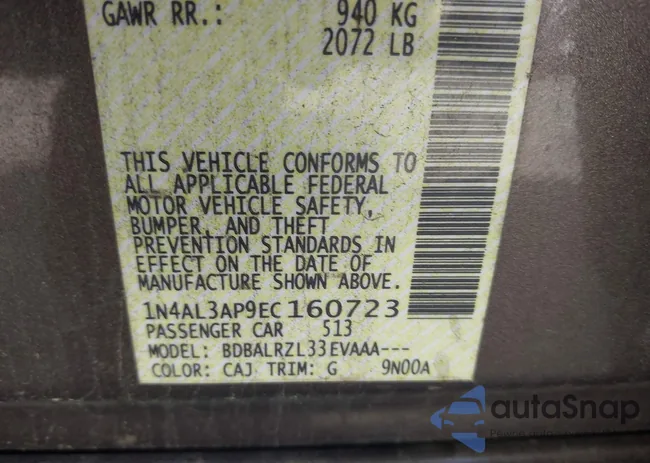 GAWR RR.: 940 KG
2072 LB
THIS VEHICLE CONFORMS TO
ALL APPLICABLE FEDERAL
MOTOR VEHICLE SAFETY,
BUMPER, AND THEFT
PREVENTION STANDARDS IN
EFFECT ON THE DATE OF
MANUFACTURE SHOWN ABOVE.
1N4AL3AP9EC160723
PASSENGER CAR 513
MODEL: BDBALRZL33EVAAA---
COLOR: CAJ TRIM: G 9N00A
autaSnap